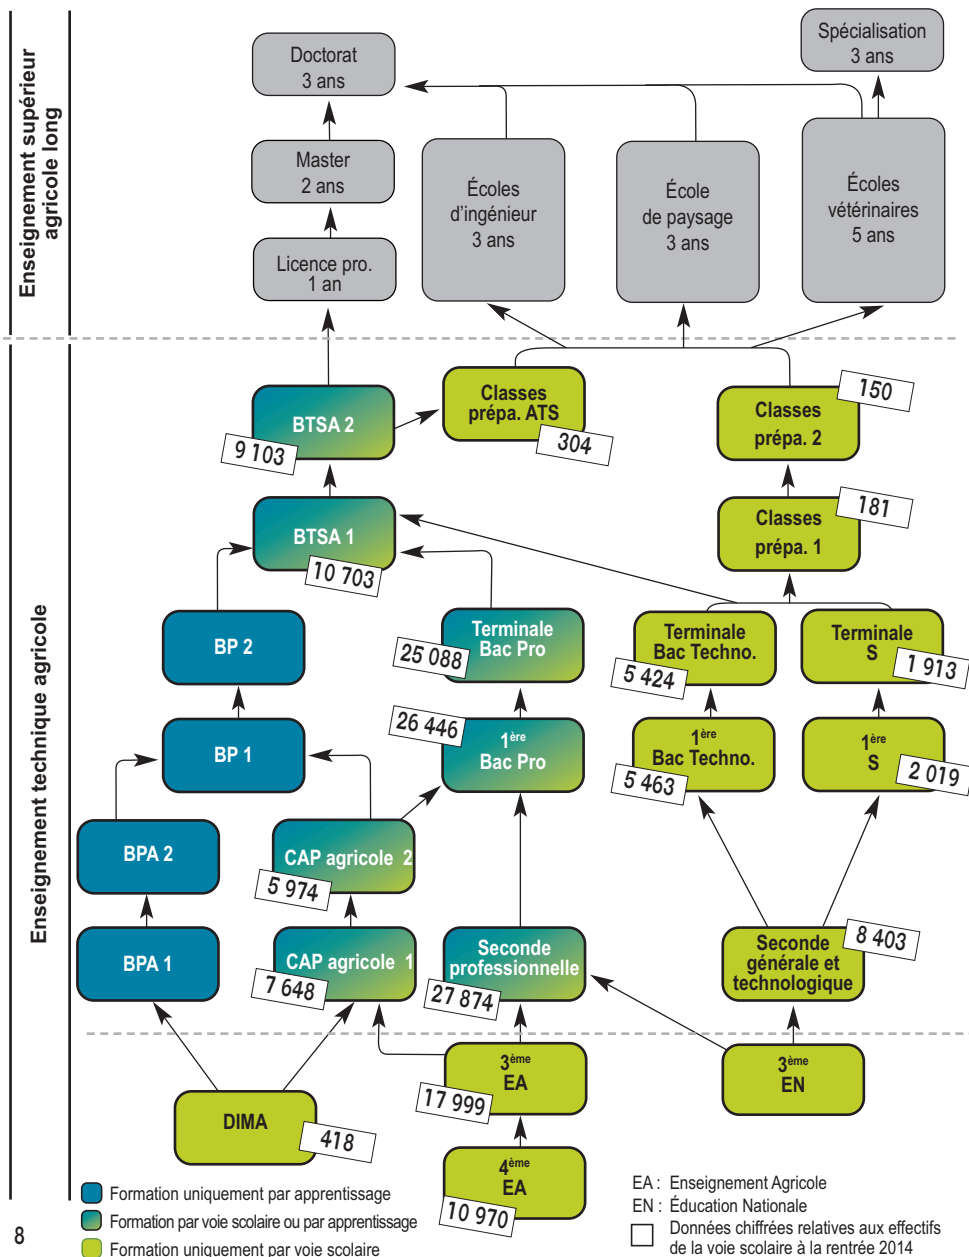 Enseignement supérieur
agricole long
Doctorat
3 ans
Spécialisation
3 ans
Master
2 ans
Écoles
d'ingénieur
3 ans
École
de paysage
3 ans
Écoles
vétérinaires
5 ans
Licence pro.
1 an
Enseignement technique agricole
BTSA 2
9 103
Classes
prépa. ATS
304
Classes
prépa. 2
150
BTSA 1
10 703
Classes
prépa. 1
181
BP 2
Terminale
Bac Pro
25 088
Terminale
Bac Techno.
5 424
Terminale
S
1 913
BP 1
1ère
Bac Pro
26 446
1ère
Bac Techno.
5 463
1ère
S
2 019
BPA 2
CAP agricole 2
5 974
BPA 1
CAP agricole 1
7 648
Seconde
professionnelle
27 874
Seconde
générale et
technologique
8 403
DIMA
418
3ème
EA
17 999
3ème
EN
4ème
EA
10 970
Formation uniquement par apprentissage
Formation par voie scolaire ou par apprentissage
Formation uniquement par voie scolaire
EA : Enseignement Agricole
EN : Éducation Nationale
Données chiffrées relatives aux effectifs
de la voie scolaire à la rentrée 2014
8